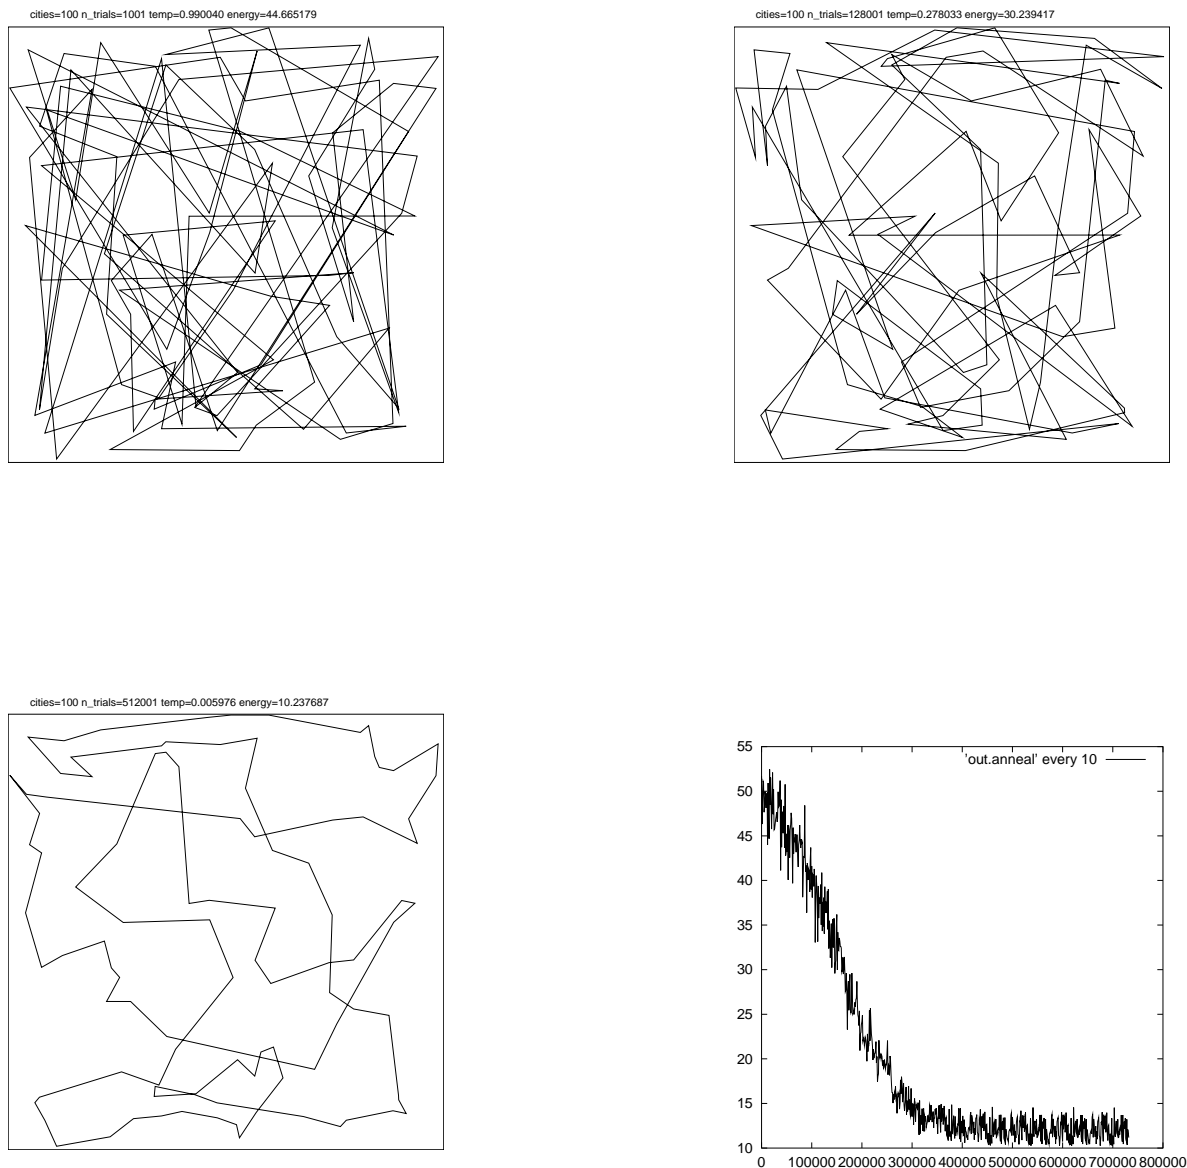 cities=100 n_trials=1001 temp=0.990040 energy=44.665179
cities=100 n_trials=128001 temp=0.278033 energy=30.239417
cities=100 n_trials=512001 temp=0.005976 energy=10.237687
'out.anneal' every 10
55
50
45
40
35
30
25
20
15
10
0 100000 200000 300000 400000 500000 600000 700000 800000